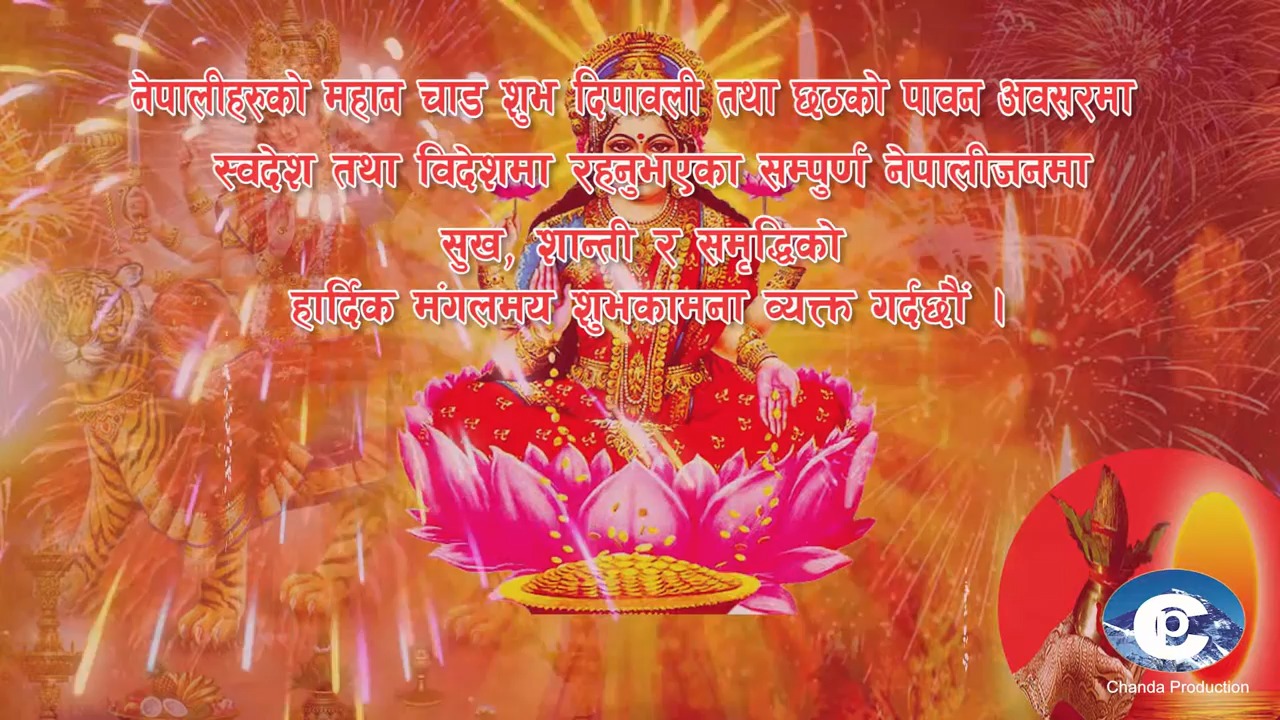 नेपालीहरुको महान चाड शुभ दिपावली तथा छठको पावन अवसरमा
स्वदेश तथा विदेशमा रहनुभएका सम्पुर्ण नेपालीजनमा
सुख, शान्ती र समृद्धिको
हार्दिक मंगलमय शुभकामना व्यक्त गर्दछौं ।
CP
Chanda Production